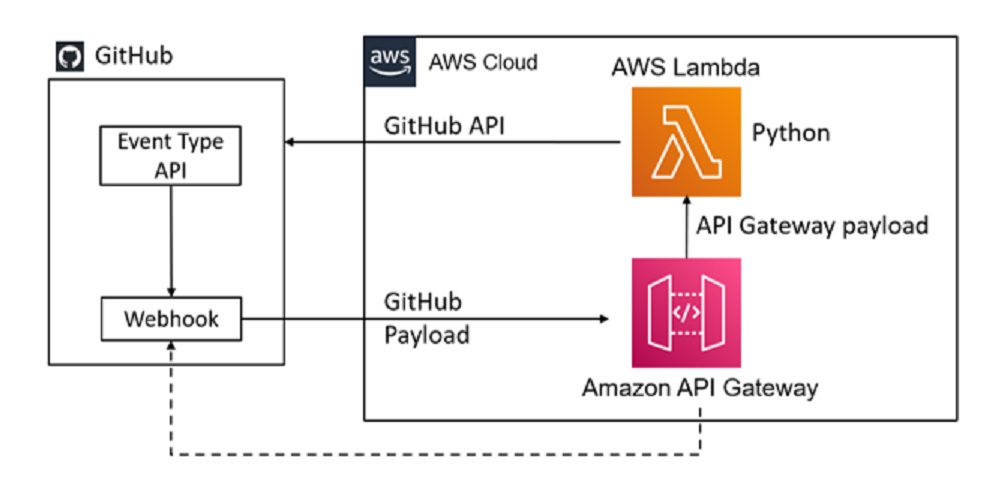 GitHub
aws
AWS Cloud
AWS Lambda
Event Type
API
GitHub API
Python
API Gateway payload
Webhook
GitHub
Payload
</>
Amazon API Gateway